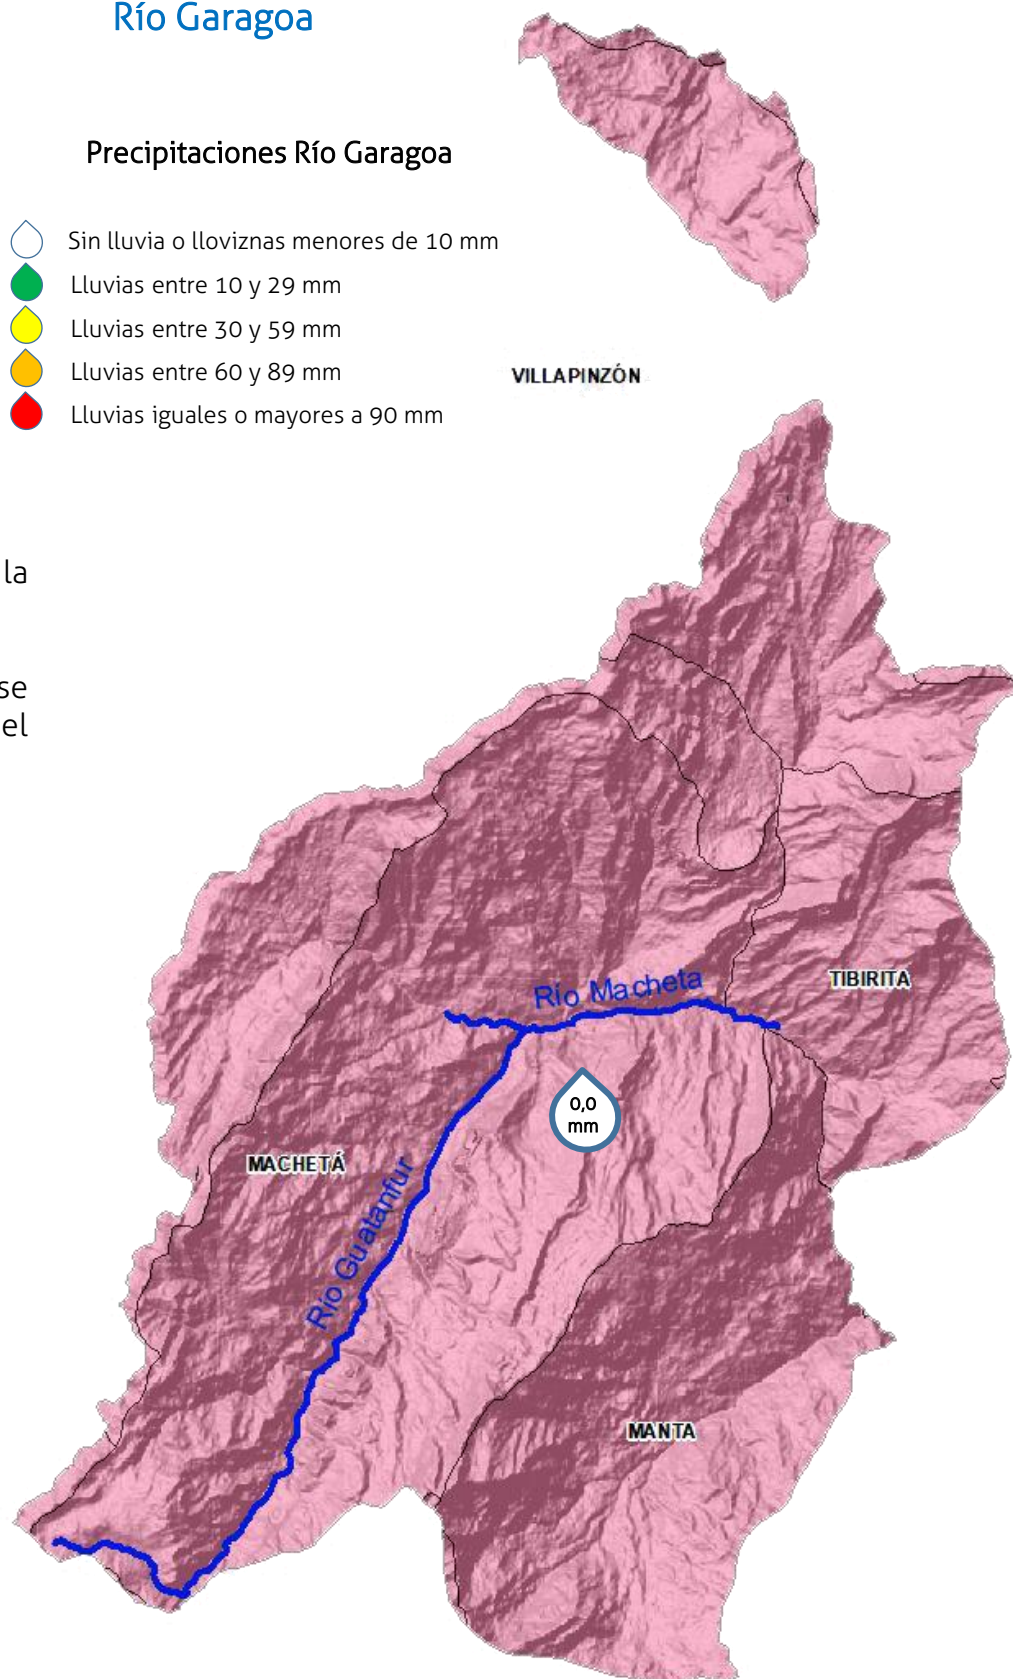 Río Garagoa
Precipitaciones Río Garagoa
Sin lluvia o lloviznas menores de 10 mm
Lluvias entre 10 y 29 mm
Lluvias entre 30 y 59 mm
Lluvias entre 60 y 89 mm
Lluvias iguales o mayores a 90 mm
VILLAPINZÓN
la
se
el
Río Macheta
TIBIRITA
0,0
mm
MACHETÁ
Río Guatanfur
MANTA